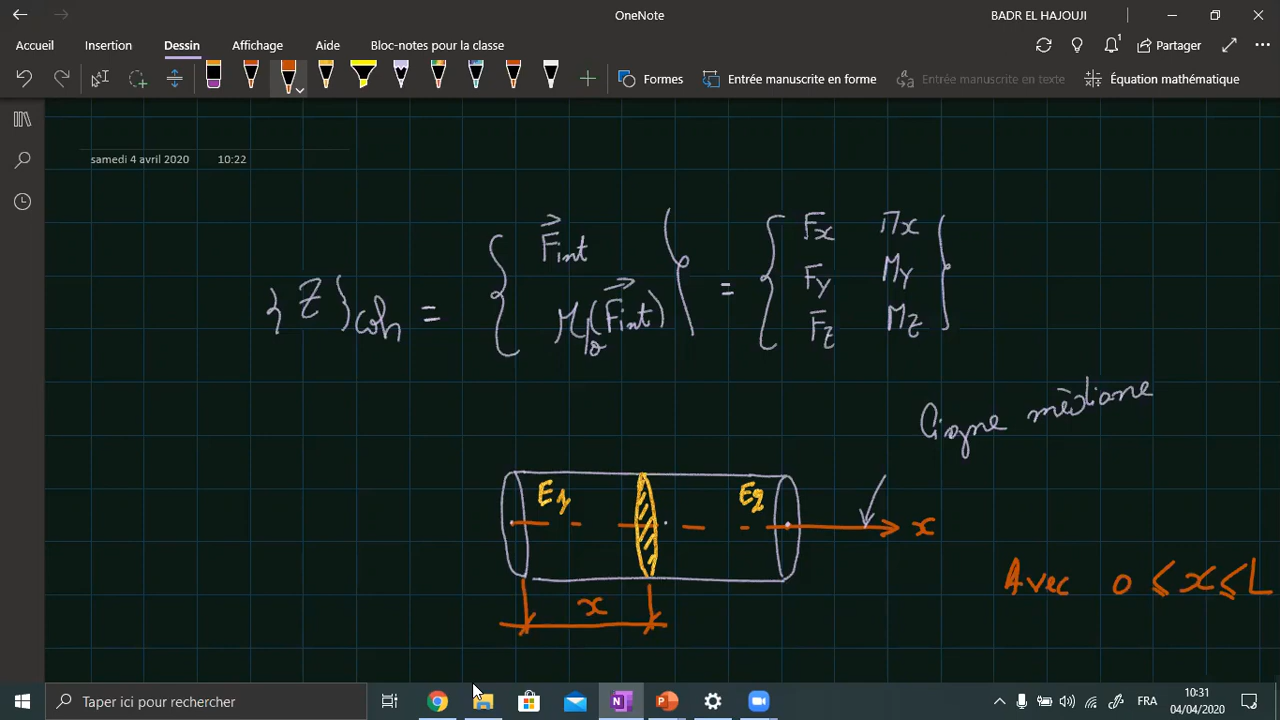 OneNote
BADR EL HAJOUJI
Accueil Insertion Dessin Affichage Aide Bloc-notes pour la classe
Partager
Formes Entrée manuscrite en forme Entrée manuscrite en texte Équation mathématique
samedi 4 avril 2020 10:22
{Z}coh = { F⃗int M/o(F⃗int) } = { Fx Mx
Fy My
Fz Mz }
Ligne médiane
E1 E2
x
Avec 0 ⩽ x ⩽ L
x
Taper ici pour rechercher
FRA
10:31
04/04/2020